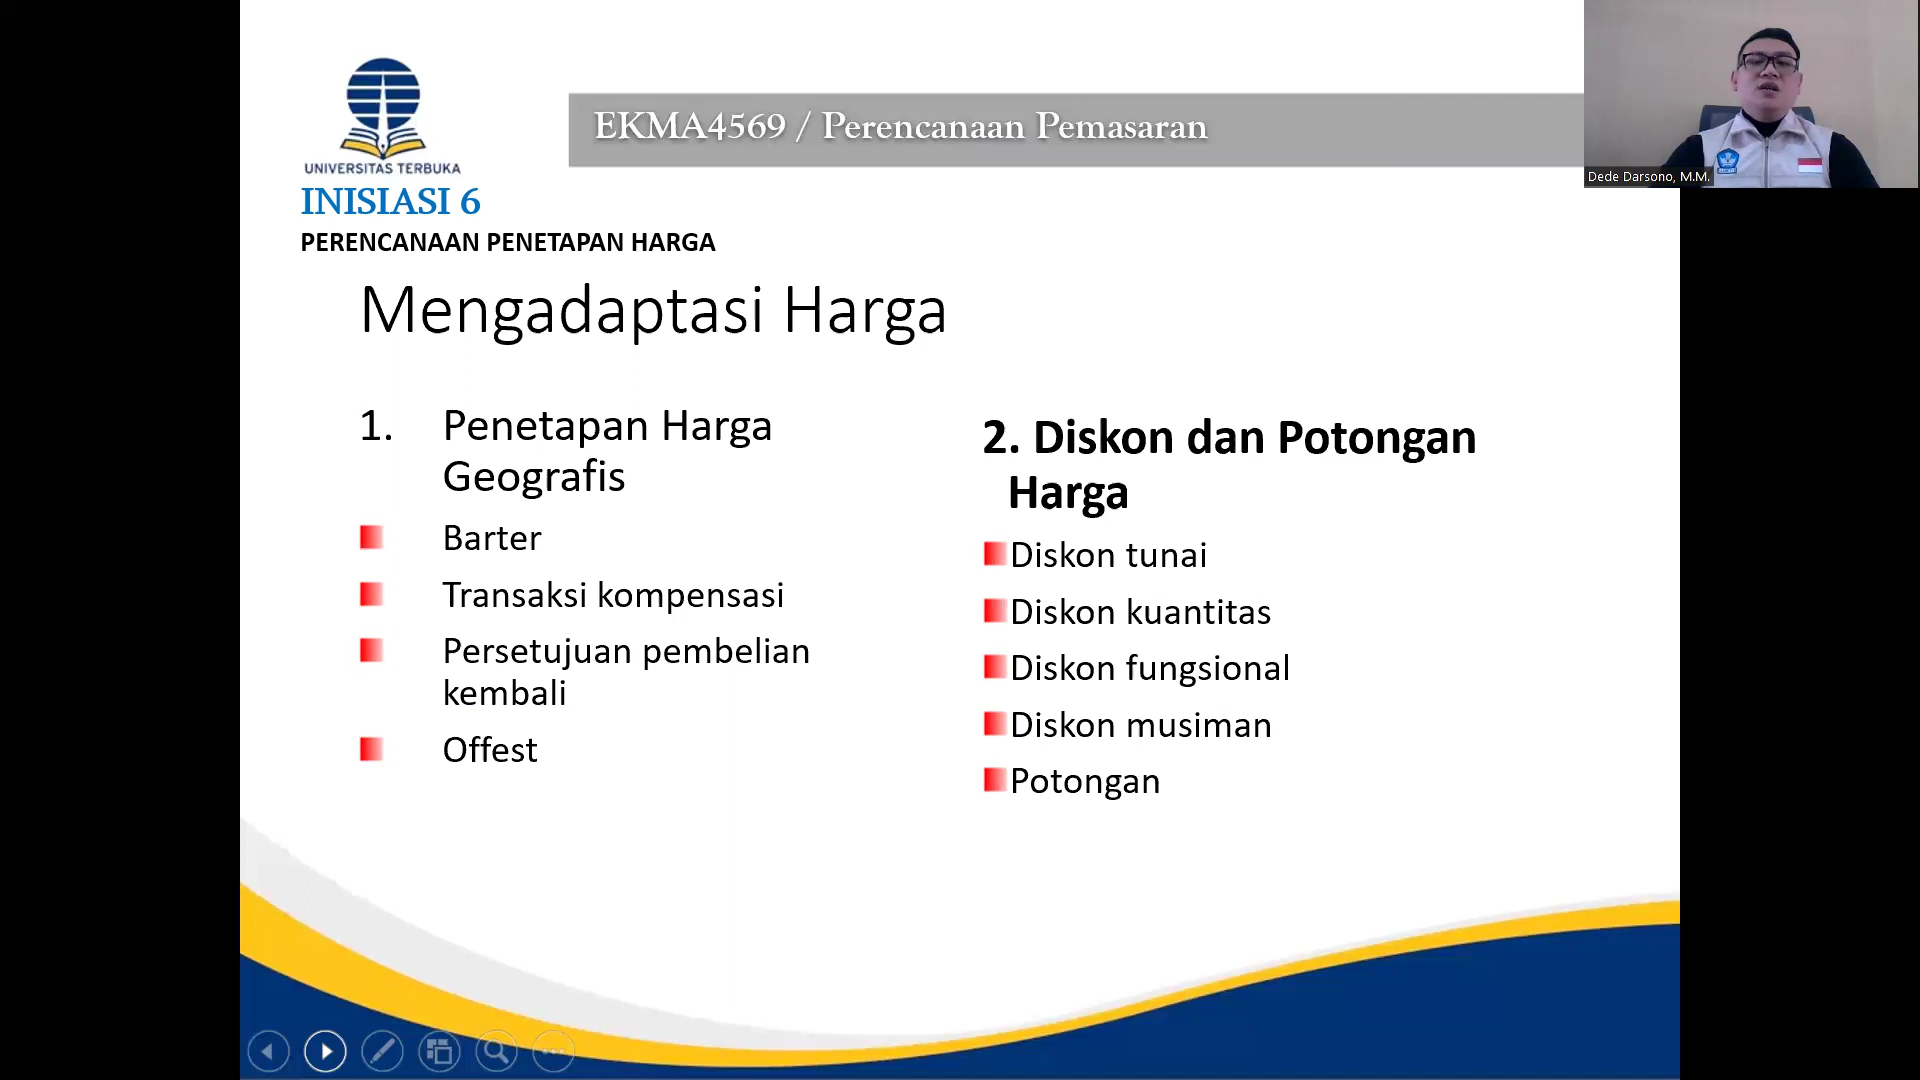 UNIVERSITAS TERBUKA
EKMA4569 / Perencanaan Pemasaran
Dede Darsono, M.M.
INISIASI 6
PERENCANAAN PENETAPAN HARGA
Mengadaptasi Harga
1. Penetapan Harga
Geografis
Barter
Transaksi kompensasi
Persetujuan pembelian
kembali
Offest
2. Diskon dan Potongan
Harga
Diskon tunai
Diskon kuantitas
Diskon fungsional
Diskon musiman
Potongan